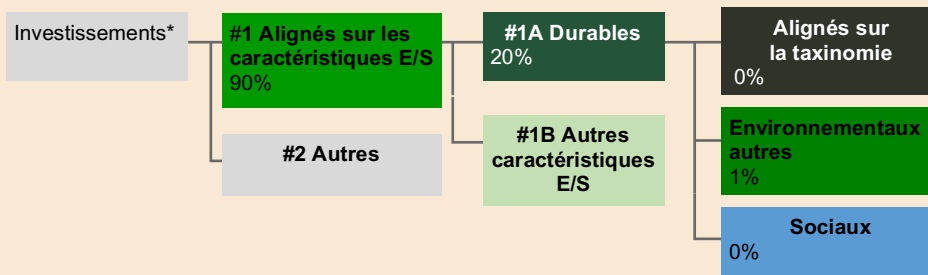 Investissements*
#1 Alignés sur les
caractéristiques E/S
90%
#2 Autres
#1A Durables
20%
#1B Autres
caractéristiques
E/S
Alignés sur
la taxinomie
0%
Environnementaux
autres
1%
Sociaux
0%